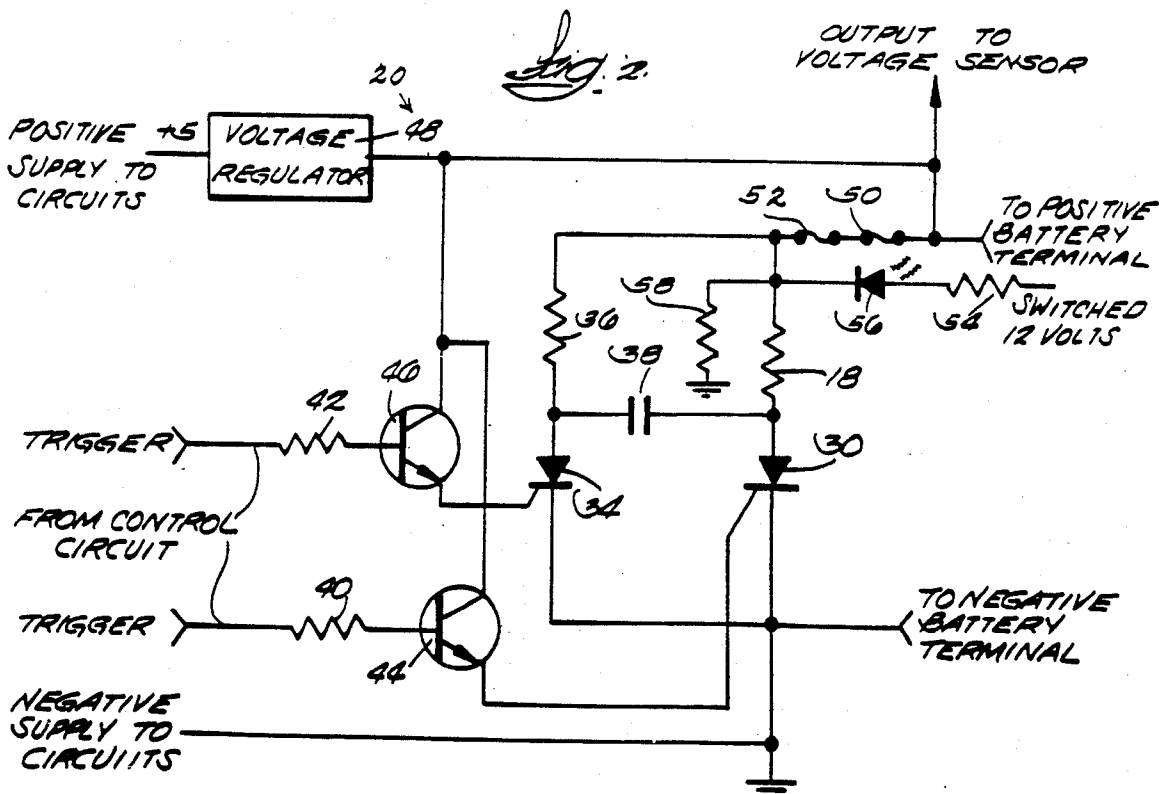 Fig. 2.
OUTPUT TO
VOLTAGE SENSOR
20
POSITIVE +5
SUPPLY TO
CIRCUITS
VOLTAGE
REGULATOR
48
52
50
TO POSITIVE
BATTERY
TERMINAL
58
56
54
SWITCHED
12 VOLTS
36
38
18
46
42
TRIGGER
30
34
FROM CONTROL
CIRCUIT
40
TRIGGER
44
TO NEGATIVE
BATTERY
TERMINAL
NEGATIVE
SUPPLY TO
CIRCUIITS